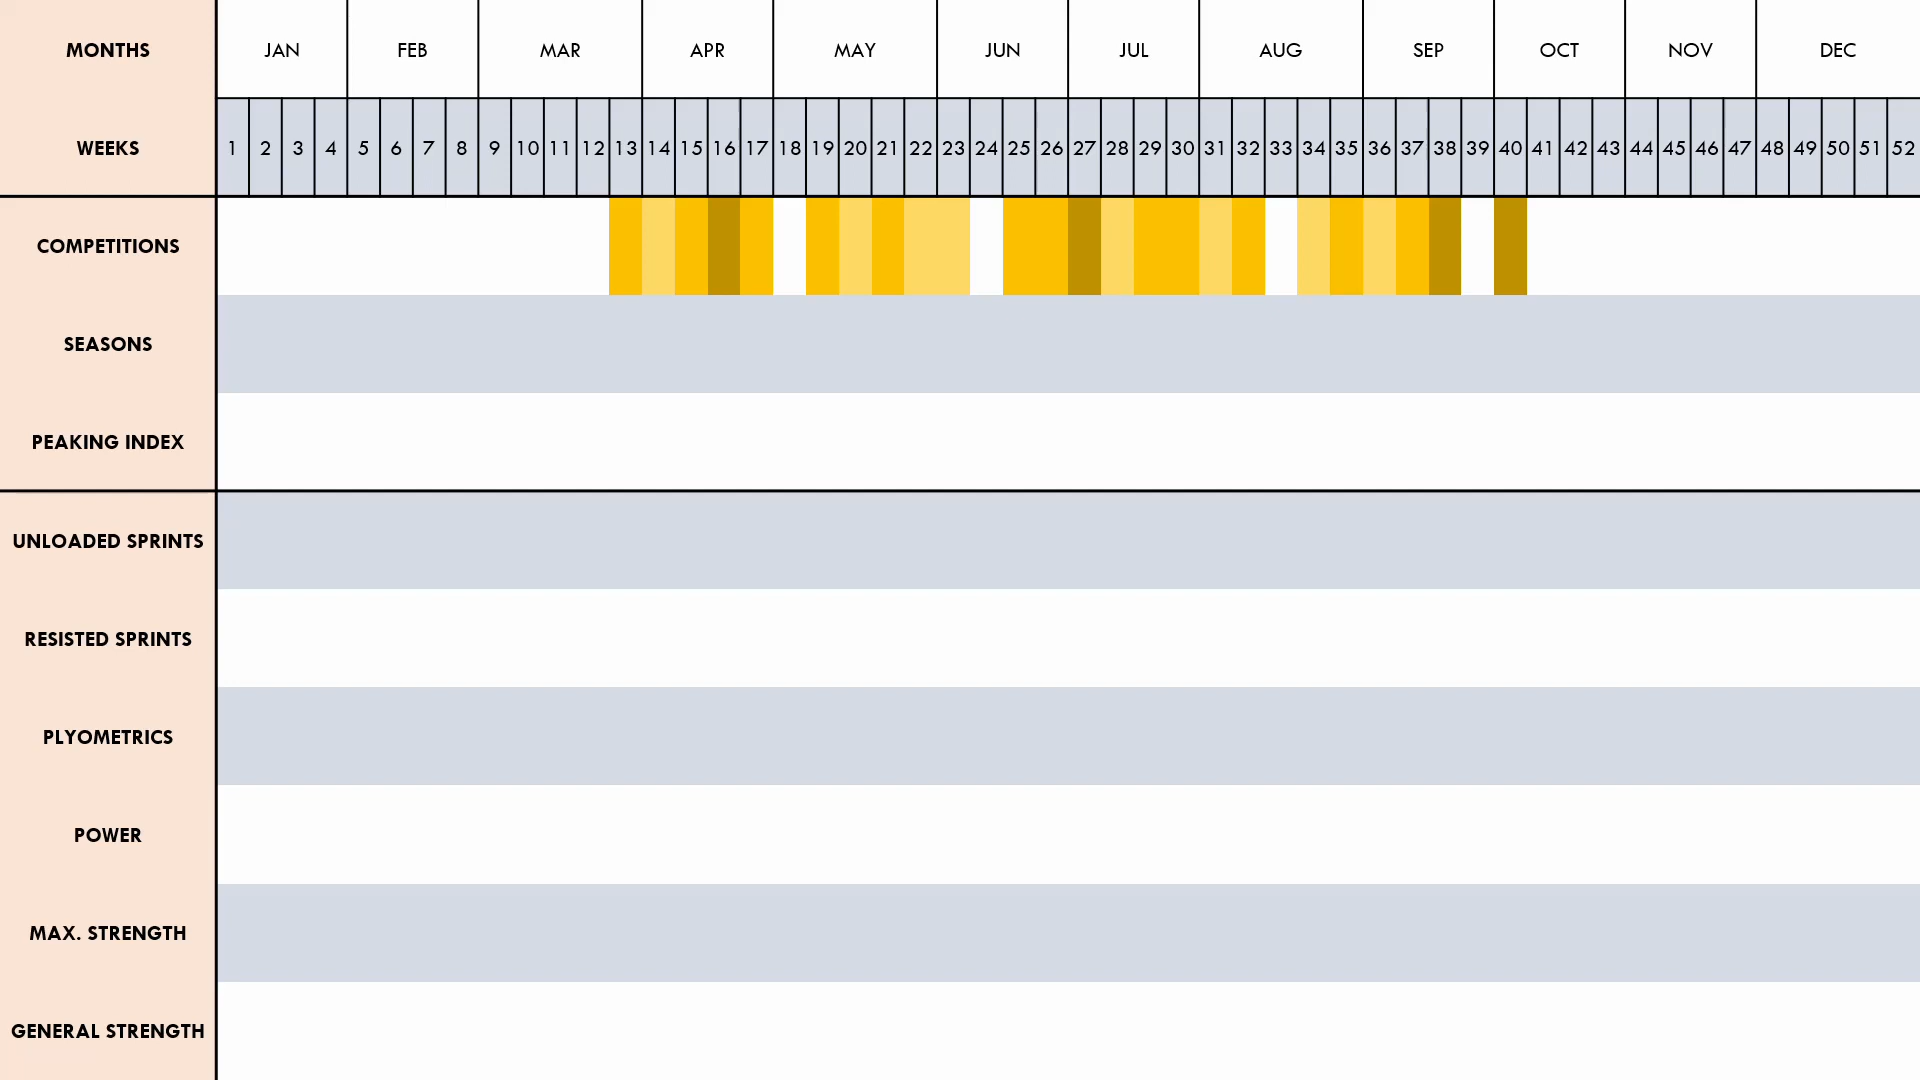 MONTHS JAN FEB MAR APR MAY JUN JUL AUG SEP OCT NOV DEC
WEEKS 1 2 3 4 5 6 7 8 9 10 11 12 13 14 15 16 17 18 19 20 21 22 23 24 25 26 27 28 29 30 31 32 33 34 35 36 37 38 39 40 41 42 43 44 45 46 47 48 49 50 51 52
COMPETITIONS
SEASONS
PEAKING INDEX
UNLOADED SPRINTS
RESISTED SPRINTS
PLYOMETRICS
POWER
MAX. STRENGTH
GENERAL STRENGTH